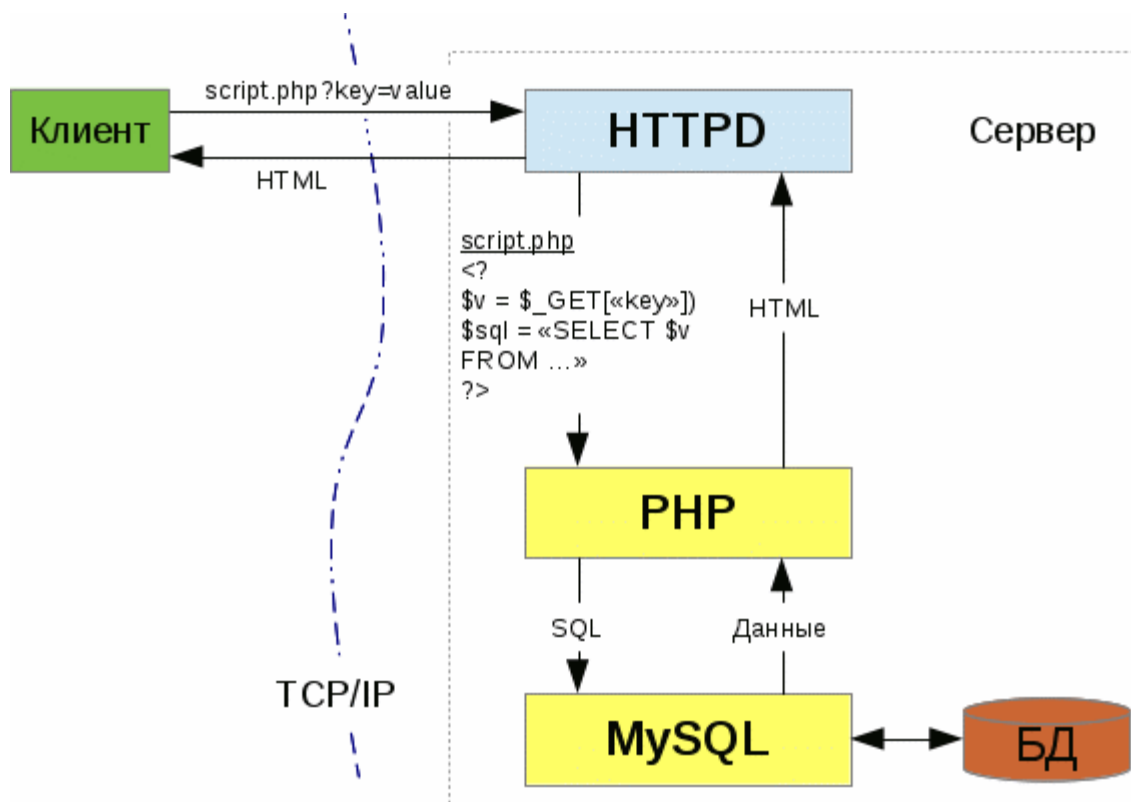 script.php?key=value
Клиент
HTTPD
Сервер
HTML
script.php
<?
$v = $_GET[«key»])
$sql = «SELECT $v
FROM ...»
?>
HTML
PHP
SQL
Данные
TCP/IP
MySQL
БД